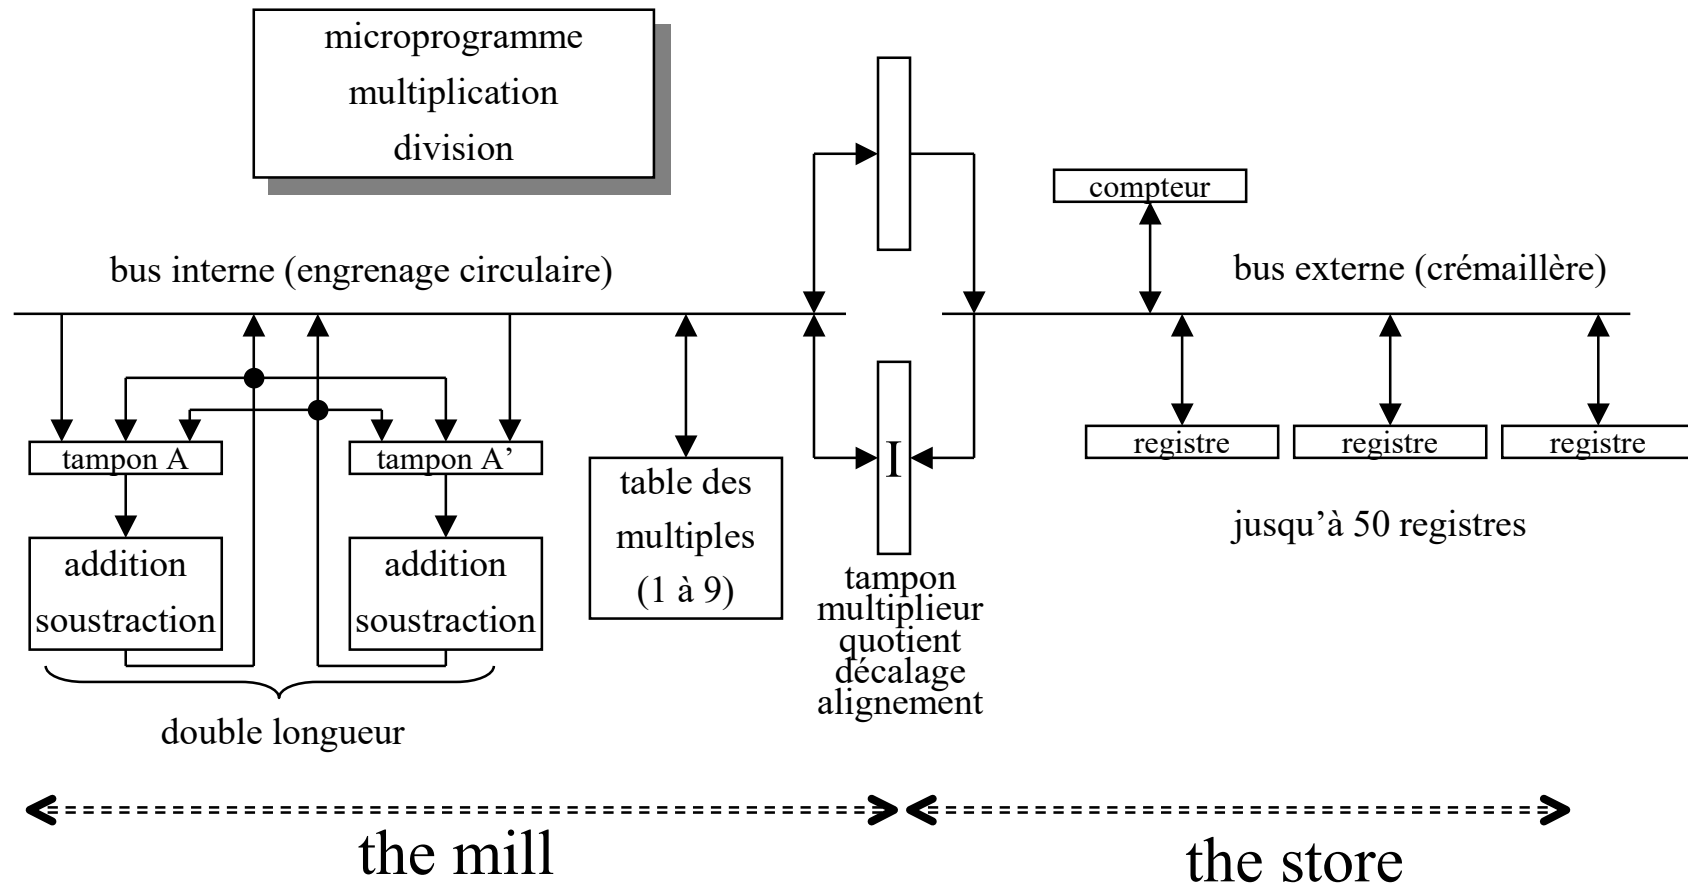 microprogramme
multiplication
division
compteur
bus interne (engrenage circulaire)
bus externe (crémaillère)
tampon A
tampon A’
I
registre
registre
registre
table des
multiples
(1 à 9)
addition
soustraction
addition
soustraction
jusqu’à 50 registres
tampon
multiplieur
quotient
décalage
alignement
double longueur
the mill
the store